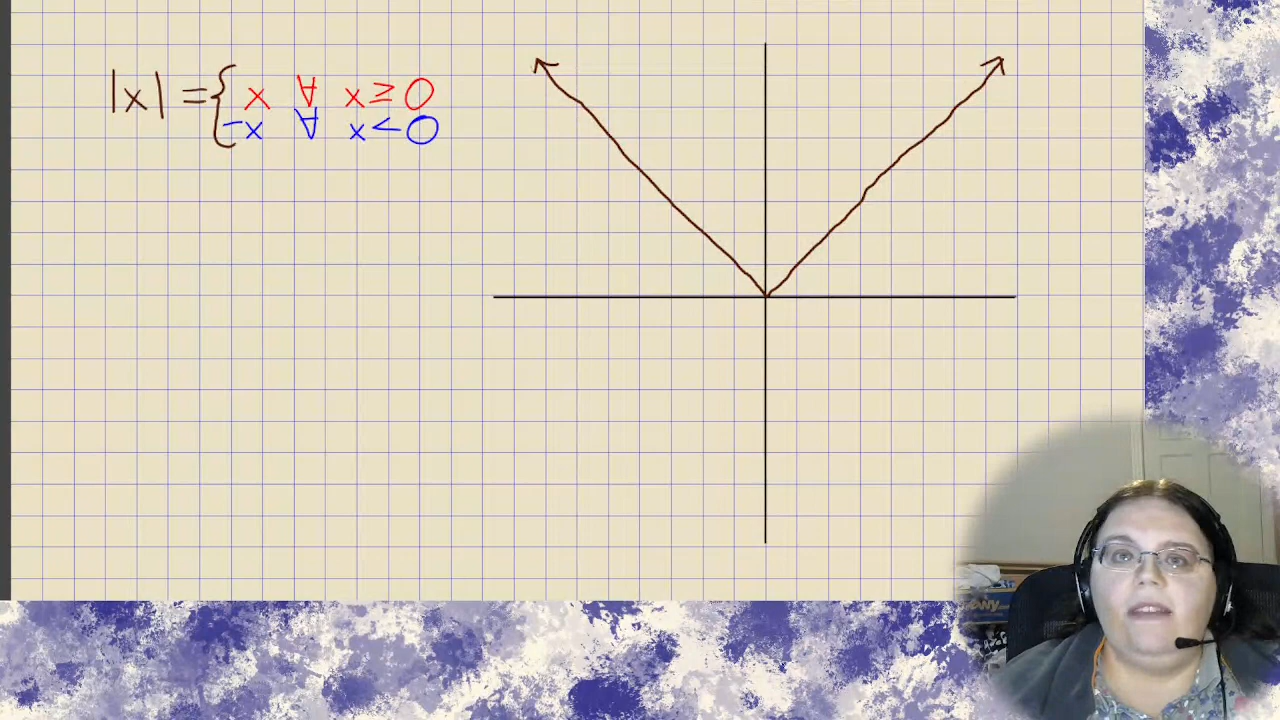 |x| = { x ∀ x ≥ 0
-x ∀ x < 0